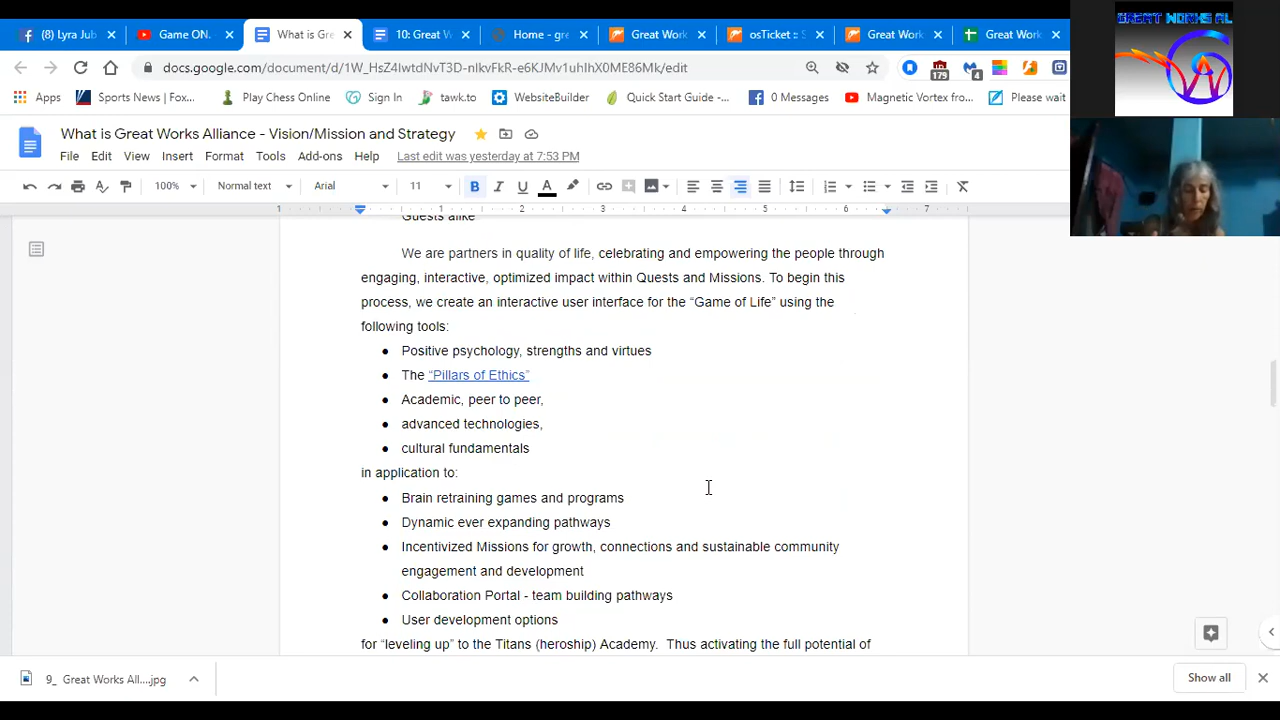 (8) Lyra Jub
Game ON.
What is Gre
10: Great W
Home - gre
Great Work
osTicket :: S
Great Work
Great Work
GREAT WORKS AL
docs.google.com/document/d/
/edit
179
4
Apps
Sports News | Fox...
Play Chess Online
Sign In
tawk.to
WebsiteBuilder
Quick Start Guide -...
0 Messages
Magnetic Vortex fro...
Please wait
What is Great Works Alliance - Vision/Mission and Strategy
File Edit View Insert Format Tools Add-ons Help Last edit was yesterday at 7:53 PM
100% Normal text Arial 11 B I U A
1 1 2 3 4 5 6 7
Guests alike
We are partners in quality of life, celebrating and empowering the people through
engaging, interactive, optimized impact within Quests and Missions. To begin this
process, we create an interactive user interface for the “Game of Life” using the
following tools:
● Positive psychology, strengths and virtues
● The “Pillars of Ethics”
● Academic, peer to peer,
● advanced technologies,
● cultural fundamentals
in application to:
● Brain retraining games and programs
● Dynamic ever expanding pathways
● Incentivized Missions for growth, connections and sustainable community
engagement and development
● Collaboration Portal - team building pathways
● User development options
for “leveling up” to the Titans (heroship) Academy. Thus activating the full potential of
9_ Great Works All....jpg
Show all